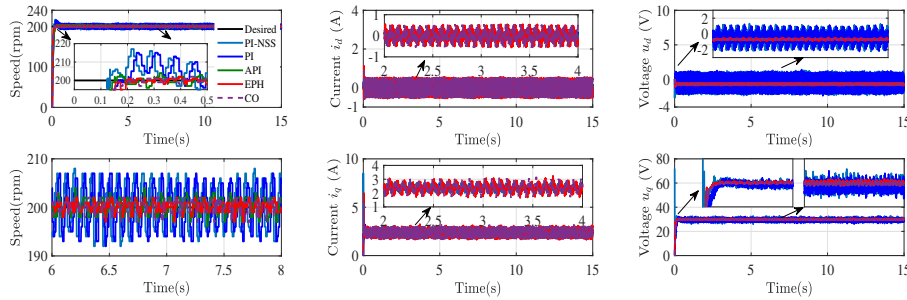 240
200
100
0
Speed(rpm)
220
210
200
0 0.1 0.2 0.3 0.4 0.5
Desired
PI-NSS
PI
API
EPH
CO
0 5 10 15
Time(s)
4
3
2
1
0
-1
Current i_d (A)
1
0
-1
2 2.5 3 3.5 4
0 5 10 15
Time(s)
10
5
0
-5
Voltage u_d (V)
2
0
-2
0 5 10 15
Time(s)
210
200
190
Speed(rpm)
6 6.5 7 7.5 8
Time(s)
10
5
0
Current i_q (A)
4
3
2
1
2 2.5 3 3.5 4
0 5 10 15
Time(s)
80
60
40
20
0
Voltage u_q (V)
0 5 10 15
Time(s)